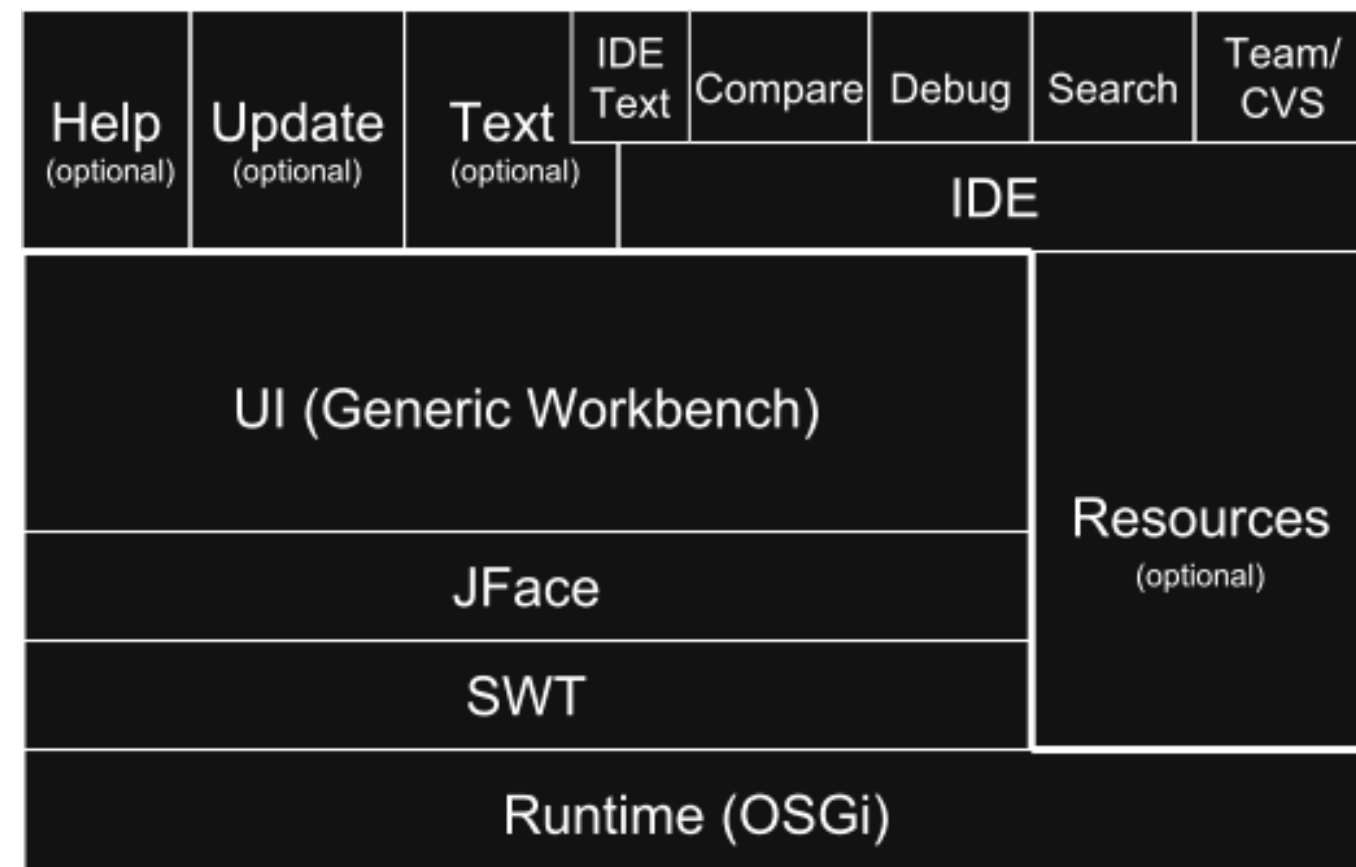 Help
(optional)
Update
(optional)
Text
(optional)
IDE
Text
Compare
Debug
Search
Team/
CVS
IDE
UI (Generic Workbench)
Resources
(optional)
JFace
SWT
Runtime (OSGi)